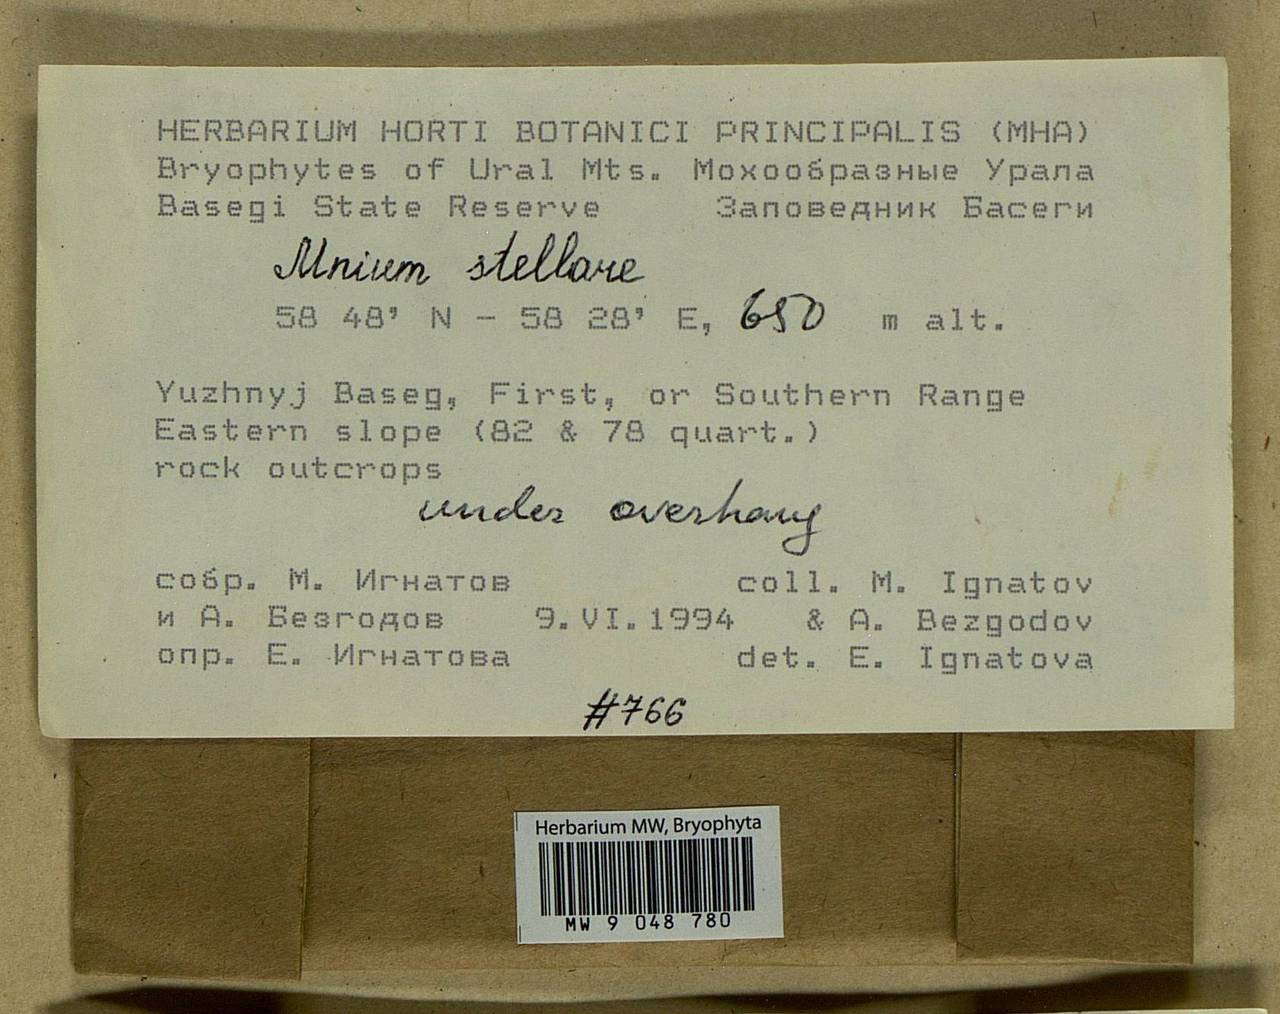 HERBARIUM HORTI BOTANICI PRINCIPALIS (MHA)
Bryophytes of Ural Mts. Мохообразные Урала
Basegi State Reserve Заповедник Басеги
Mnium stellare
58 48' N - 58 28' E, 650 m alt.
Yuzhnyj Baseg, First, or Southern Range
Eastern slope (82 & 78 quart.)
rock outcrops
under overhang
собр. М. Игнатов coll. M. Ignatov
и А. Безгодов 9.VI.1994 & A. Bezgodov
опр. Е. Игнатова det. E. Ignatova
#766
Herbarium MW, Bryophyta
MW 9 048 780